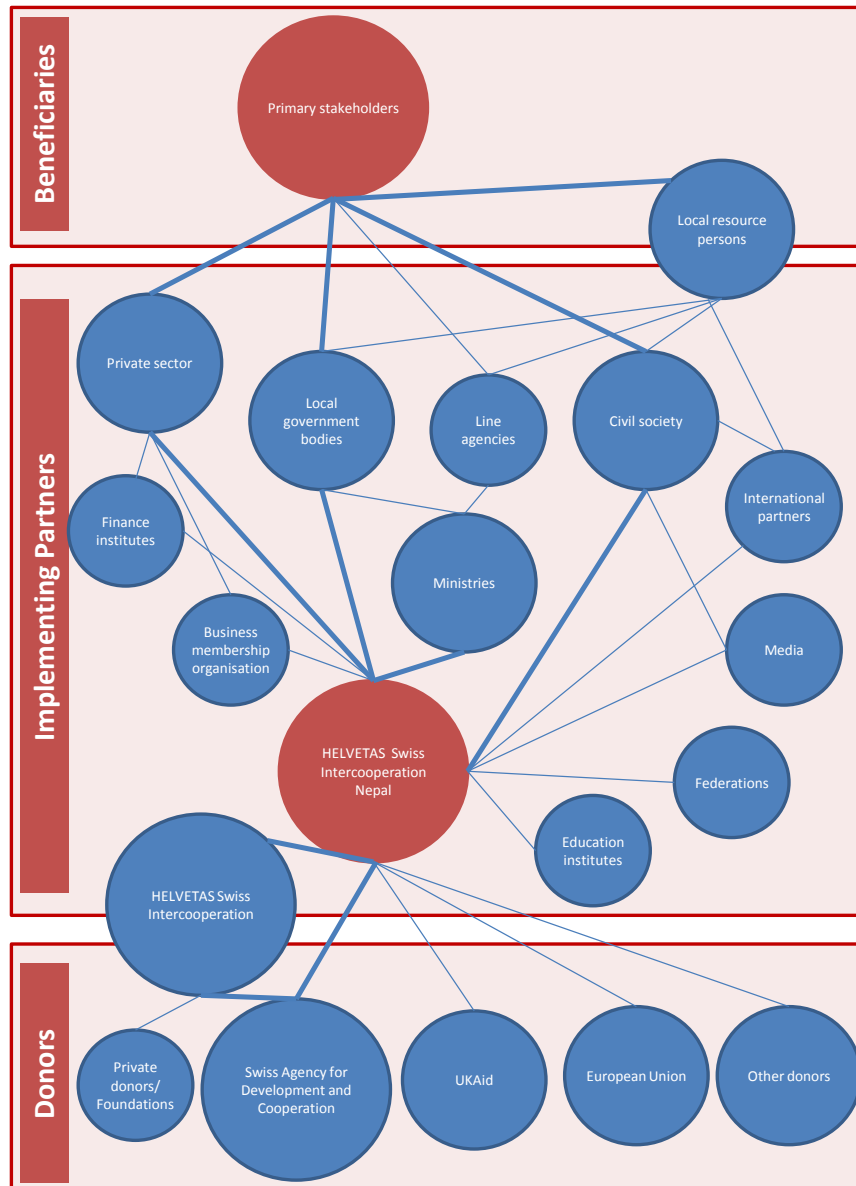 Beneficiaries
Primary stakeholders
Local resource
persons
Implementing Partners
Private sector
Local
government
bodies
Line
agencies
Civil society
International
partners
Finance
institutes
Ministries
Business
membership
organisation
Media
HELVETAS Swiss
Intercooperation
Nepal
Federations
Education
institutes
HELVETAS Swiss
Intercooperation
Donors
Private
donors/
Foundations
Swiss Agency for
Development and
Cooperation
UKAid
European Union
Other donors